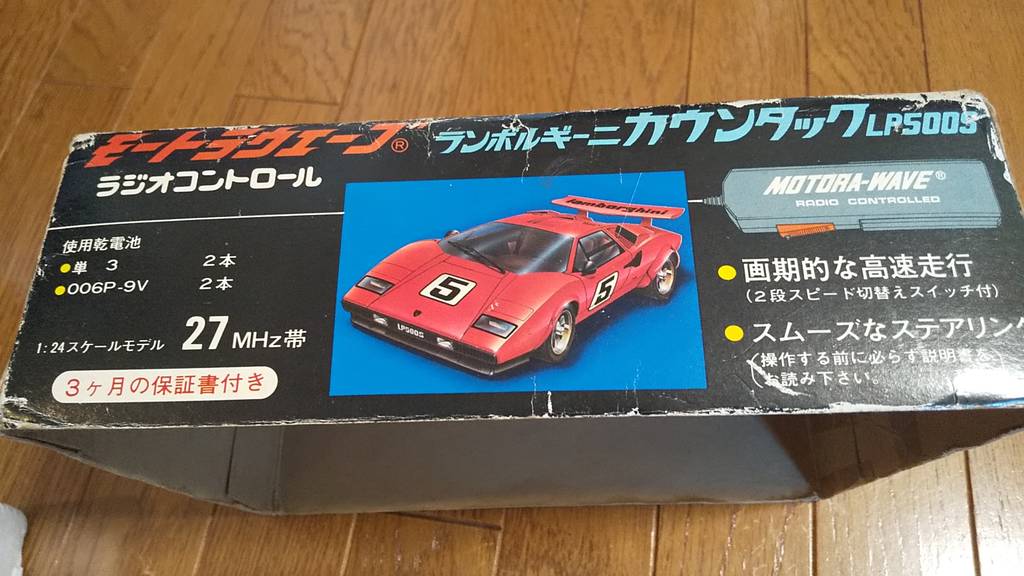 モートラウェーブ®
ランボルギーニカウンタックLP500S
ラジオコントロール
使用乾電池
●単3 2本
●006P-9V 2本
1:24スケールモデル 27MHz帯
3ヶ月の保証書付き
lamborghini
5
5
LP500S
MOTORA-WAVE®
RADIO CONTROLLED
●画期的な高速走行
(2段スピード切替えスイッチ付)
●スムーズなステアリング
(操作する前に必らず説明書を
お読み下さい。